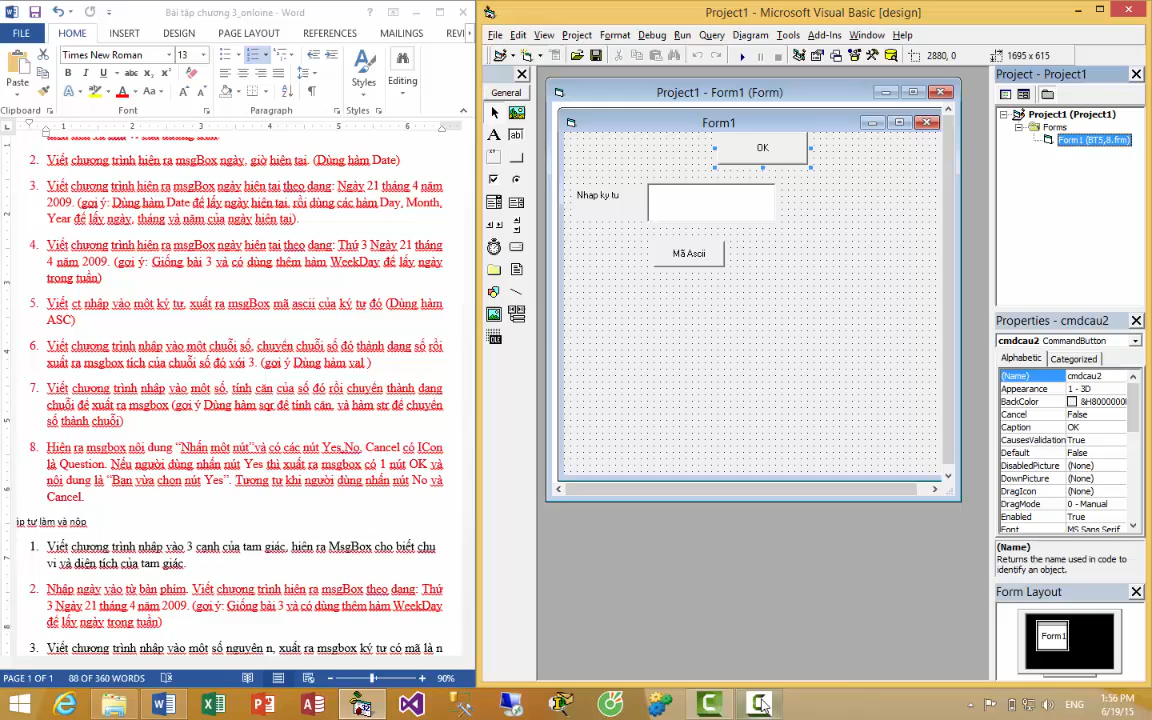 Bài tập chương 3_onloine - Word
FILE HOME INSERT DESIGN PAGE LAYOUT REFERENCES MAILINGS REVI
Times New Roman 13
Paste Styles Editing
Clipboard Font Paragraph Styles
2. Viết chương trình hiện ra msgBox ngày, giờ hiện tại. (Dùng hàm Date)
3. Viết chương trình hiện ra msgBox ngày hiện tại theo dạng: Ngày 21 tháng 4 năm
2009. (gợi ý: Dùng hàm Date để lấy ngày hiện tại, rồi dùng các hàm Day, Month,
Year để lấy ngày, tháng và năm của ngày hiện tại).
4. Viết chương trình hiện ra msgBox ngày hiện tại theo dạng: Thứ 3 Ngày 21 tháng
4 năm 2009. (gợi ý: Giống bài 3 và có dùng thêm hàm WeekDay để lấy ngày
trong tuần)
5. Viết ct nhập vào một ký tự, xuất ra msgBox mã ascii của ký tự đó (Dùng hàm
ASC)
6. Viết chương trình nhập vào một chuỗi số, chuyển chuỗi số đó thành dạng số rồi
xuất ra msgbox tích của chuỗi số đó với 3. (gợi ý Dùng hàm val )
7. Viết chương trình nhập vào một số, tính căn của số đó rồi chuyển thành dạng
chuỗi để xuất ra msgbox (gợi ý Dùng hàm sqr để tính căn, và hàm str để chuyển
số thành chuỗi)
8. Hiện ra msgbox nội dung “Nhấn một nút”và có các nút Yes,No, Cancel có ICon
là Question. Nếu người dùng nhấn nút Yes thì xuất ra msgbox có 1 nút OK và
nội dung là “Bạn vừa chọn nút Yes”. Tương tự khi người dùng nhấn nút No và
Cancel.
ập tự làm và nộp
1. Viết chương trình nhập vào 3 cạnh của tam giác, hiện ra MsgBox cho biết chu
vi và diện tích của tam giác.
2. Nhập ngày vào từ bàn phím. Viết chương trình hiện ra msgBox theo dạng: Thứ
3 Ngày 21 tháng 4 năm 2009. (gợi ý: Giống bài 3 và có dùng thêm hàm WeekDay
để lấy ngày trong tuần)
3. Viết chương trình nhập vào một số nguyên n, xuất ra msgbox ký tự có mã là n
PAGE 1 OF 1 88 OF 360 WORDS 90%
Project1 - Microsoft Visual Basic [design]
File Edit View Project Format Debug Run Query Diagram Tools Add-Ins Window Help
2880, 0 1695 x 615
General
Project1 - Form1 (Form)
Form1
OK
Nhap ky tu
Mã Ascii
Project - Project1
Project1 (Project1)
Forms
Form1 (BT5,8.frm)
Properties - cmdcau2
cmdcau2 CommandButton
Alphabetic Categorized
(Name) cmdcau2
Appearance 1 - 3D
BackColor &H8000000
Cancel False
Caption OK
CausesValidation True
Default False
DisabledPicture (None)
DownPicture (None)
DragIcon (None)
DragMode 0 - Manual
Enabled True
Font MS Sans Serif
(Name)
Returns the name used in code to
identify an object.
Form Layout
Form1
ENG
1:56 PM
6/19/15